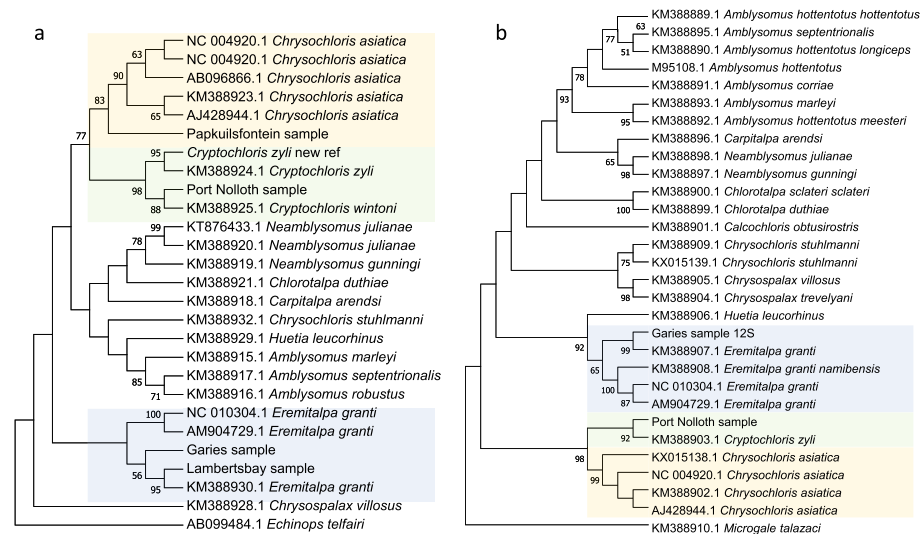 a
NC 004920.1 Chrysochloris asiatica
63
NC 004920.1 Chrysochloris asiatica
90
AB096866.1 Chrysochloris asiatica
83
KM388923.1 Chrysochloris asiatica
65
AJ428944.1 Chrysochloris asiatica
77
Papkuilsfontein sample
95
Cryptochloris zyli new ref
KM388924.1 Cryptochloris zyli
98
Port Nolloth sample
88
KM388925.1 Cryptochloris wintoni
99
KT876433.1 Neamblysomus julianae
78
KM388920.1 Neamblysomus julianae
KM388919.1 Neamblysomus gunningi
KM388921.1 Chlorotalpa duthiae
KM388918.1 Carpitalpa arendsi
KM388932.1 Chrysochloris stuhlmanni
KM388929.1 Huetia leucorhinus
KM388915.1 Amblysomus marleyi
85
KM388917.1 Amblysomus septentrionalis
71
KM388916.1 Amblysomus robustus
100
NC 010304.1 Eremitalpa granti
AM904729.1 Eremitalpa granti
Garies sample
56
Lambertsbay sample
95
KM388930.1 Eremitalpa granti
KM388928.1 Chrysospalax villosus
AB099484.1 Echinops telfairi
b
KM388889.1 Amblysomus hottentotus hottentotus
63
77
KM388895.1 Amblysomus septentrionalis
51
KM388890.1 Amblysomus hottentotus longiceps
78
M95108.1 Amblysomus hottentotus
93
KM388891.1 Amblysomus corriae
KM388893.1 Amblysomus marleyi
95
KM388892.1 Amblysomus hottentotus meesteri
KM388896.1 Carpitalpa arendsi
65
KM388898.1 Neamblysomus julianae
98
KM388897.1 Neamblysomus gunningi
KM388900.1 Chlorotalpa sclateri sclateri
100
KM388899.1 Chlorotalpa duthiae
KM388901.1 Calcochloris obtusirostris
KM388909.1 Chrysochloris stuhlmanni
75
KX015139.1 Chrysochloris stuhlmanni
KM388905.1 Chrysospalax villosus
98
KM388904.1 Chrysospalax trevelyani
KM388906.1 Huetia leucorhinus
92
Garies sample 12S
99
KM388907.1 Eremitalpa granti
65
KM388908.1 Eremitalpa granti namibensis
100
NC 010304.1 Eremitalpa granti
87
AM904729.1 Eremitalpa granti
Port Nolloth sample
92
KM388903.1 Cryptochloris zyli
98
KX015138.1 Chrysochloris asiatica
99
NC 004920.1 Chrysochloris asiatica
KM388902.1 Chrysochloris asiatica
AJ428944.1 Chrysochloris asiatica
KM388910.1 Microgale talazaci